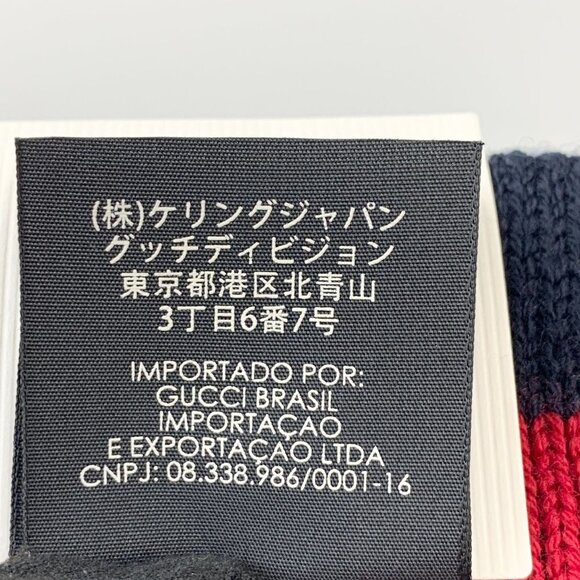 (株)ケリングジャパン
グッチディビジョン
東京都港区北青山
3丁目6番7号
IMPORTADO POR:
GUCCI BRASIL
IMPORTAÇAO
E EXPORTAÇAO LTDA
CNPJ: 08.338.986/0001-16